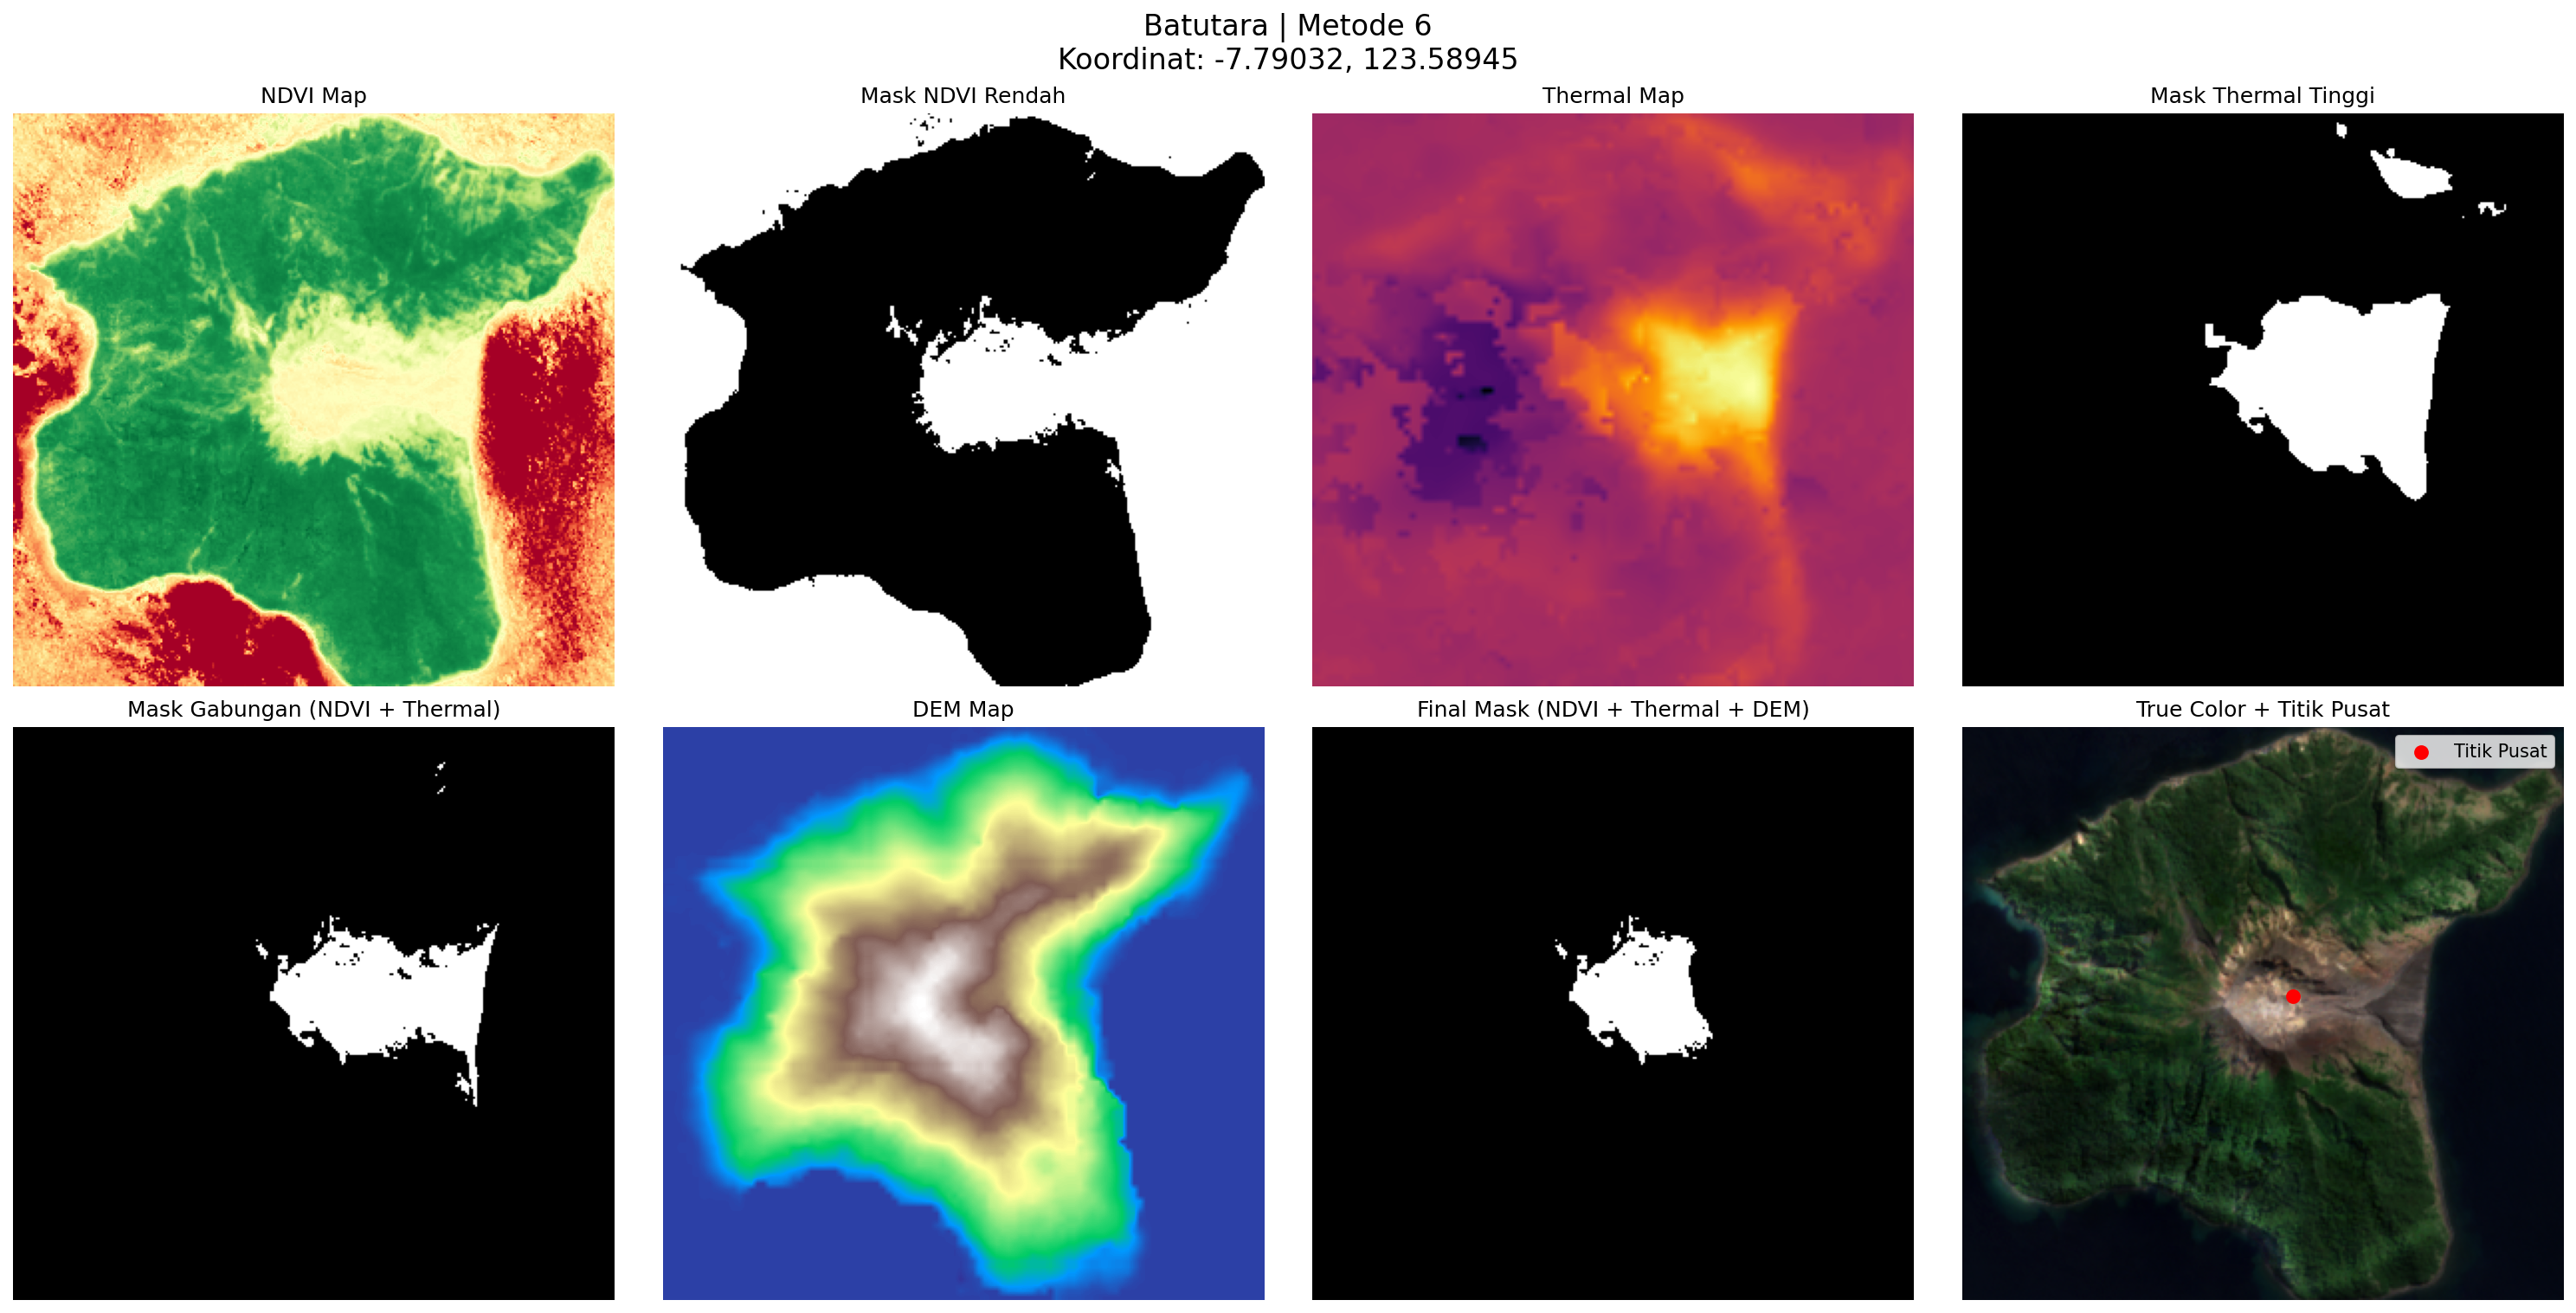 Batutara | Metode 6
Koordinat: -7.79032, 123.58945
NDVI Map
Mask NDVI Rendah
Thermal Map
Mask Thermal Tinggi
Mask Gabungan (NDVI + Thermal)
DEM Map
Final Mask (NDVI + Thermal + DEM)
True Color + Titik Pusat
Titik Pusat